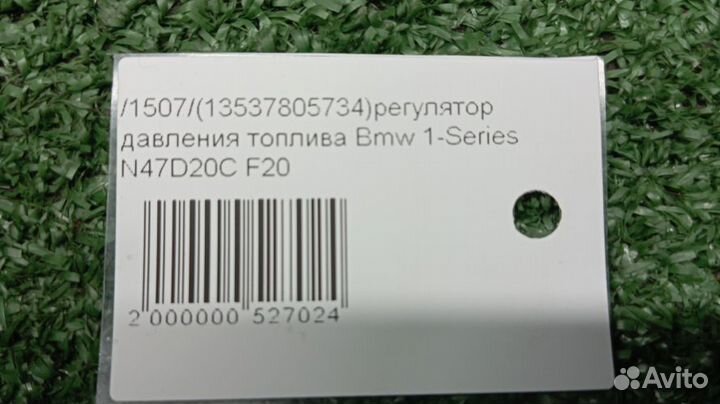 /1507/(13537805734)регулятор
давления топлива Bmw 1-Series
N47D20C F20
2 000000 527024
Avito